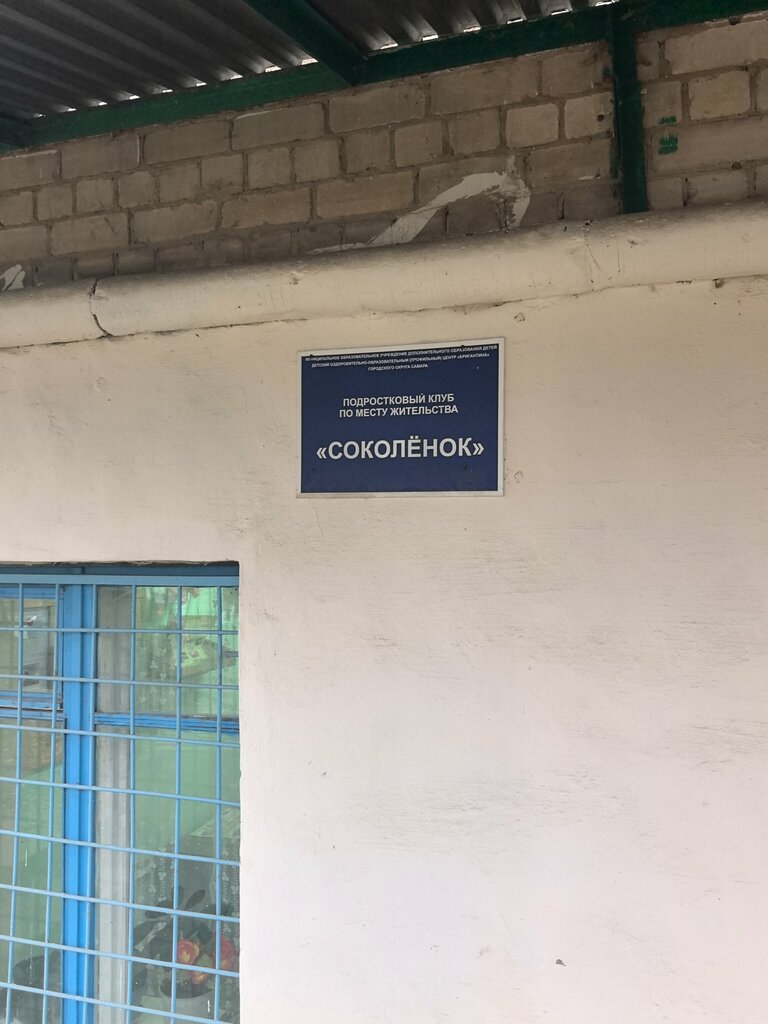 МУНИЦИПАЛЬНОЕ ОБРАЗОВАТЕЛЬНОЕ УЧРЕЖДЕНИЕ ДОПОЛНИТЕЛЬНОГО ОБРАЗОВАНИЯ ДЕТЕЙ
ДЕТСКИЙ ОЗДОРОВИТЕЛЬНО-ОБРАЗОВАТЕЛЬНЫЙ (ПРОФИЛЬНЫЙ) ЦЕНТР «БРИГАНТИНА»
ГОРОДСКОГО ОКРУГА САМАРА
ПОДРОСТКОВЫЙ КЛУБ
ПО МЕСТУ ЖИТЕЛЬСТВА
«СОКОЛЁНОК»